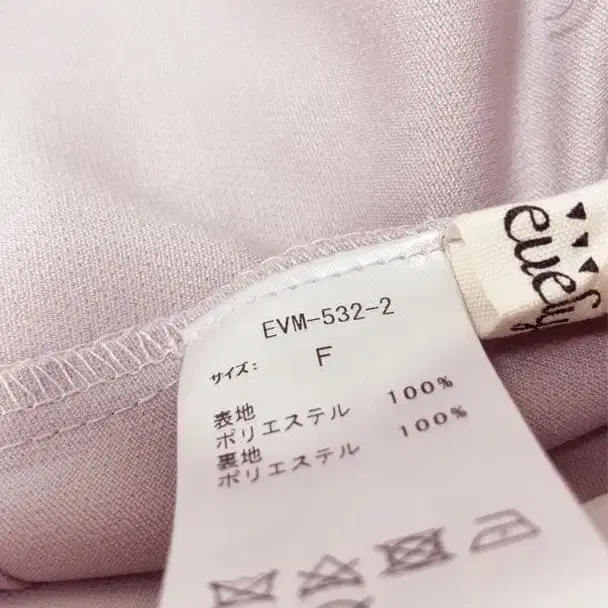 EVM-532-2
サイズ: F
表地
ポリエステル 100%
裏地
ポリエステル 100%